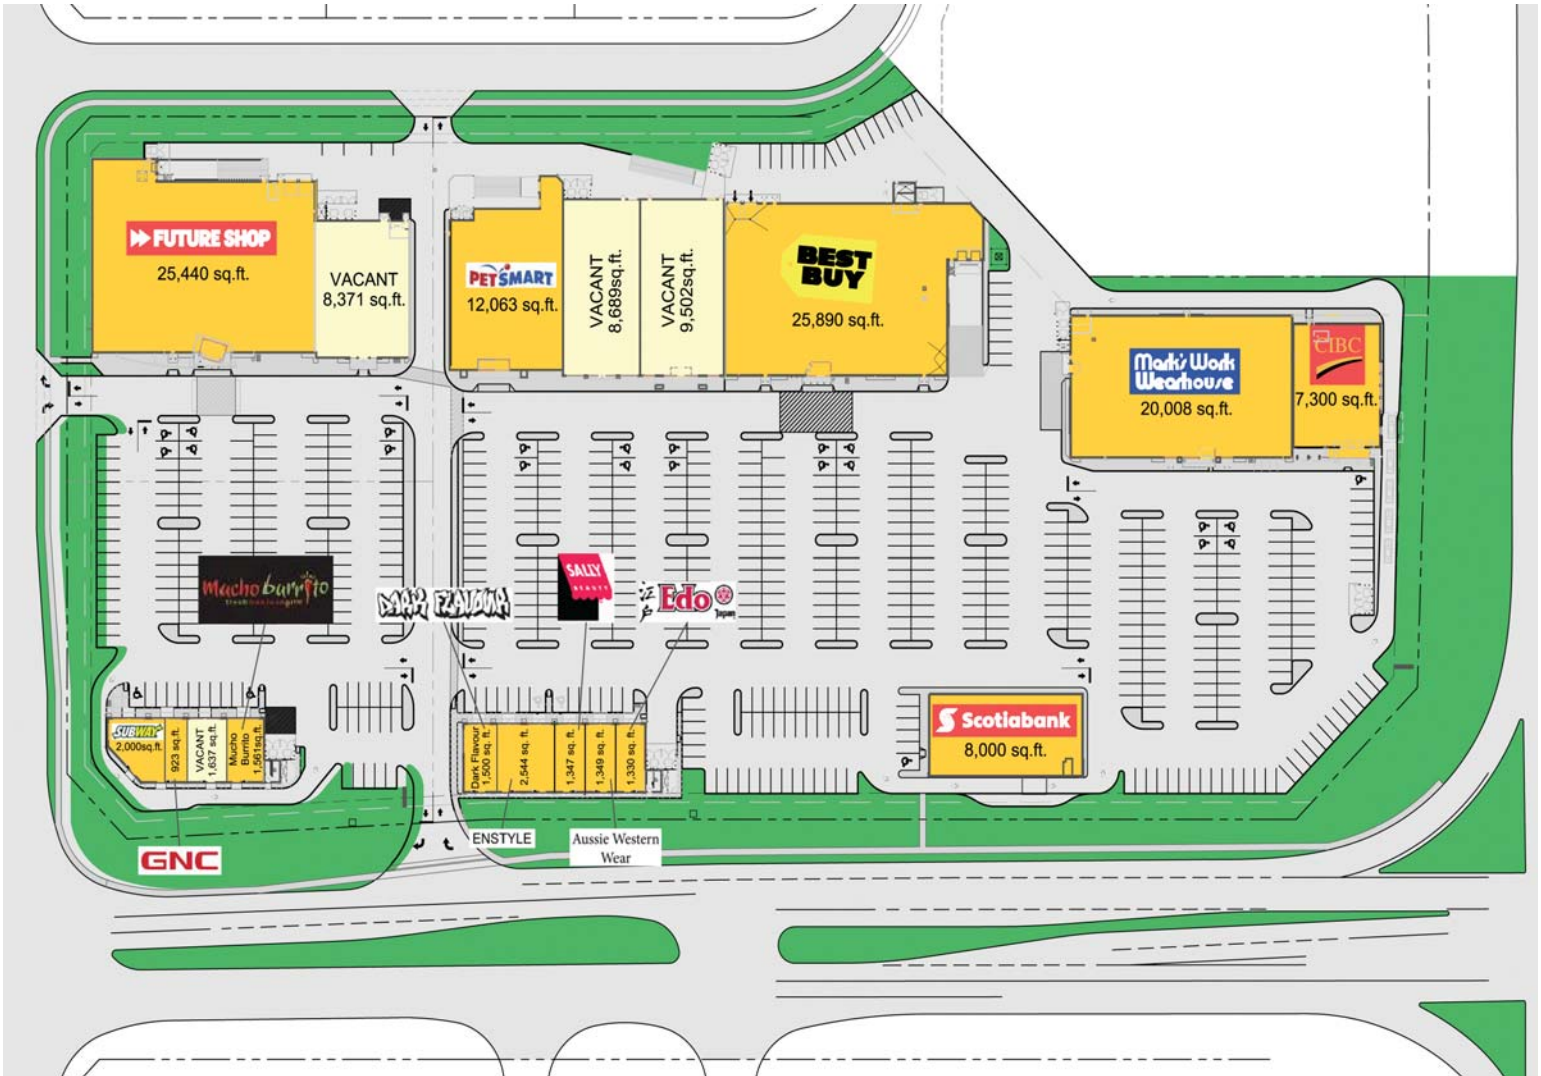 FUTURE SHOP
25,440 sq.ft.
VACANT
8,371 sq.ft.
PETSMART
12,063 sq.ft.
VACANT
8,689sq.ft.
VACANT
9,502sq.ft.
BEST
BUY
25,890 sq.ft.
Mark's Work
Wearhouse
20,008 sq.ft.
CIBC
7,300 sq.ft.
macho burrito
DARK FLAVOUR
SALLY
BEAUTY
Edo
Japan
SUBWAY
2,000sq.ft.
923 sq.ft.
VACANT
1,637 sq.ft.
Mucho
Burrito
1,561sq.ft
Dark Flavour
1,500 sq. ft.
2,544 sq. ft.
1,347 sq. ft.
1,349 sq. ft.
1,330 sq. ft.
Scotiabank
8,000 sq.ft.
GNC
ENSTYLE
Aussie Western
Wear